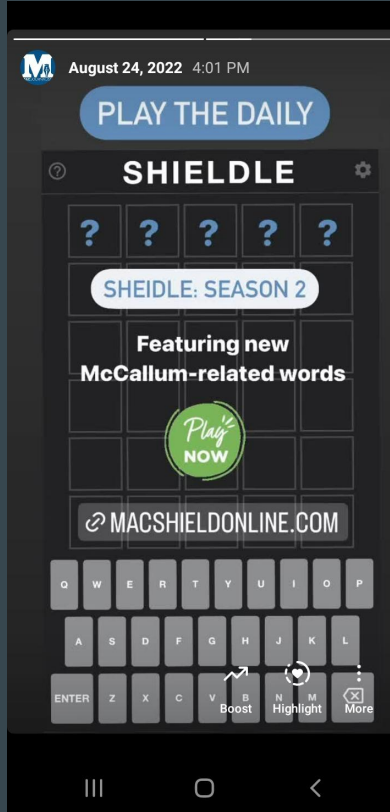 August 24, 2022 4:01 PM
PLAY THE DAILY
SHIELDLE
? ? ? ? ?
SHEIDLE: SEASON 2
Featuring new
McCallum-related words
Play
NOW
MACSHIELDONLINE.COM
Q W E R T Y U I O P
A S D F G H J K L
ENTER Z X C V B N M
Boost Highlight More